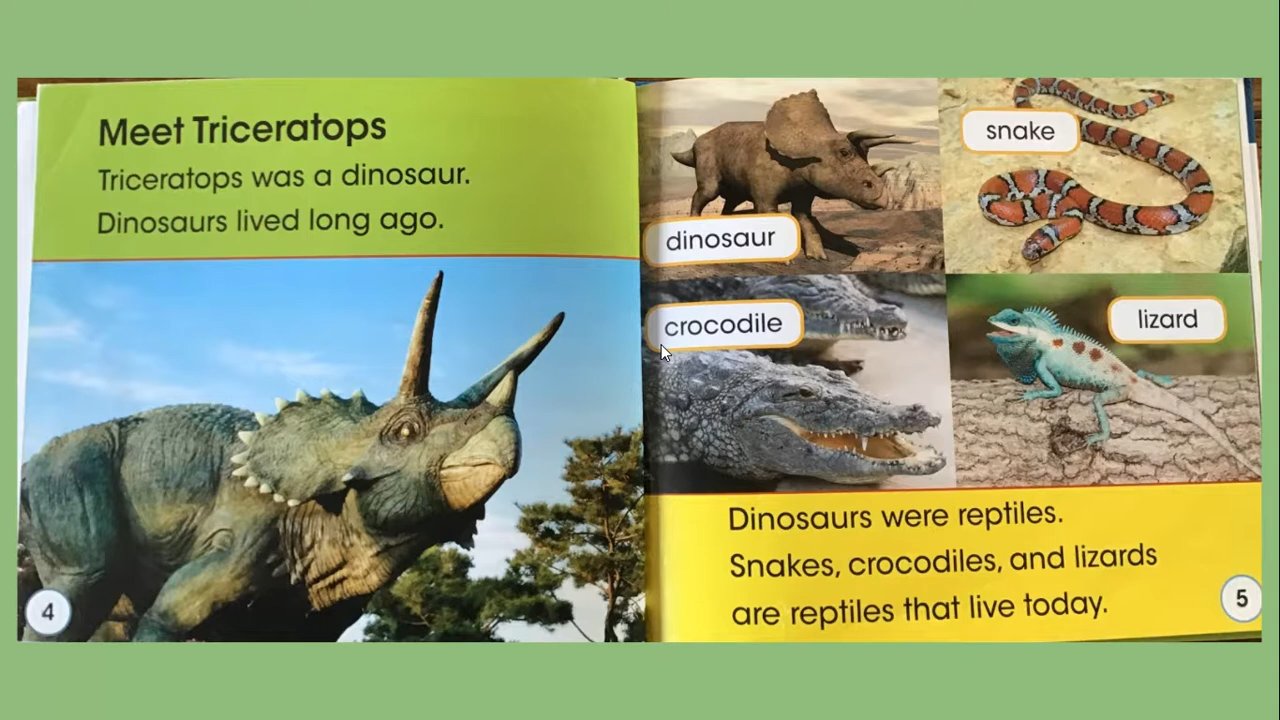 Meet Triceratops
Triceratops was a dinosaur.
Dinosaurs lived long ago.
4
dinosaur
snake
crocodile
lizard
Dinosaurs were reptiles.
Snakes, crocodiles, and lizards
are reptiles that live today.
5